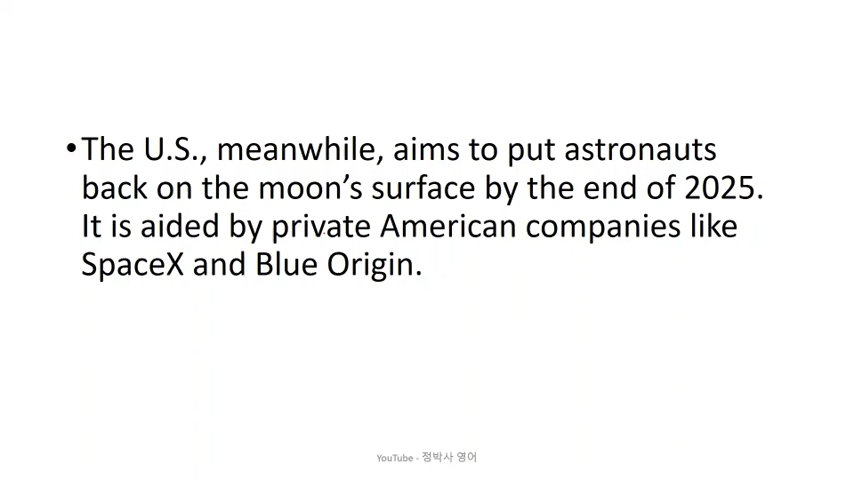 •The U.S., meanwhile, aims to put astronauts
back on the moon’s surface by the end of 2025.
It is aided by private American companies like
SpaceX and Blue Origin.
YouTube - 정박사 영어